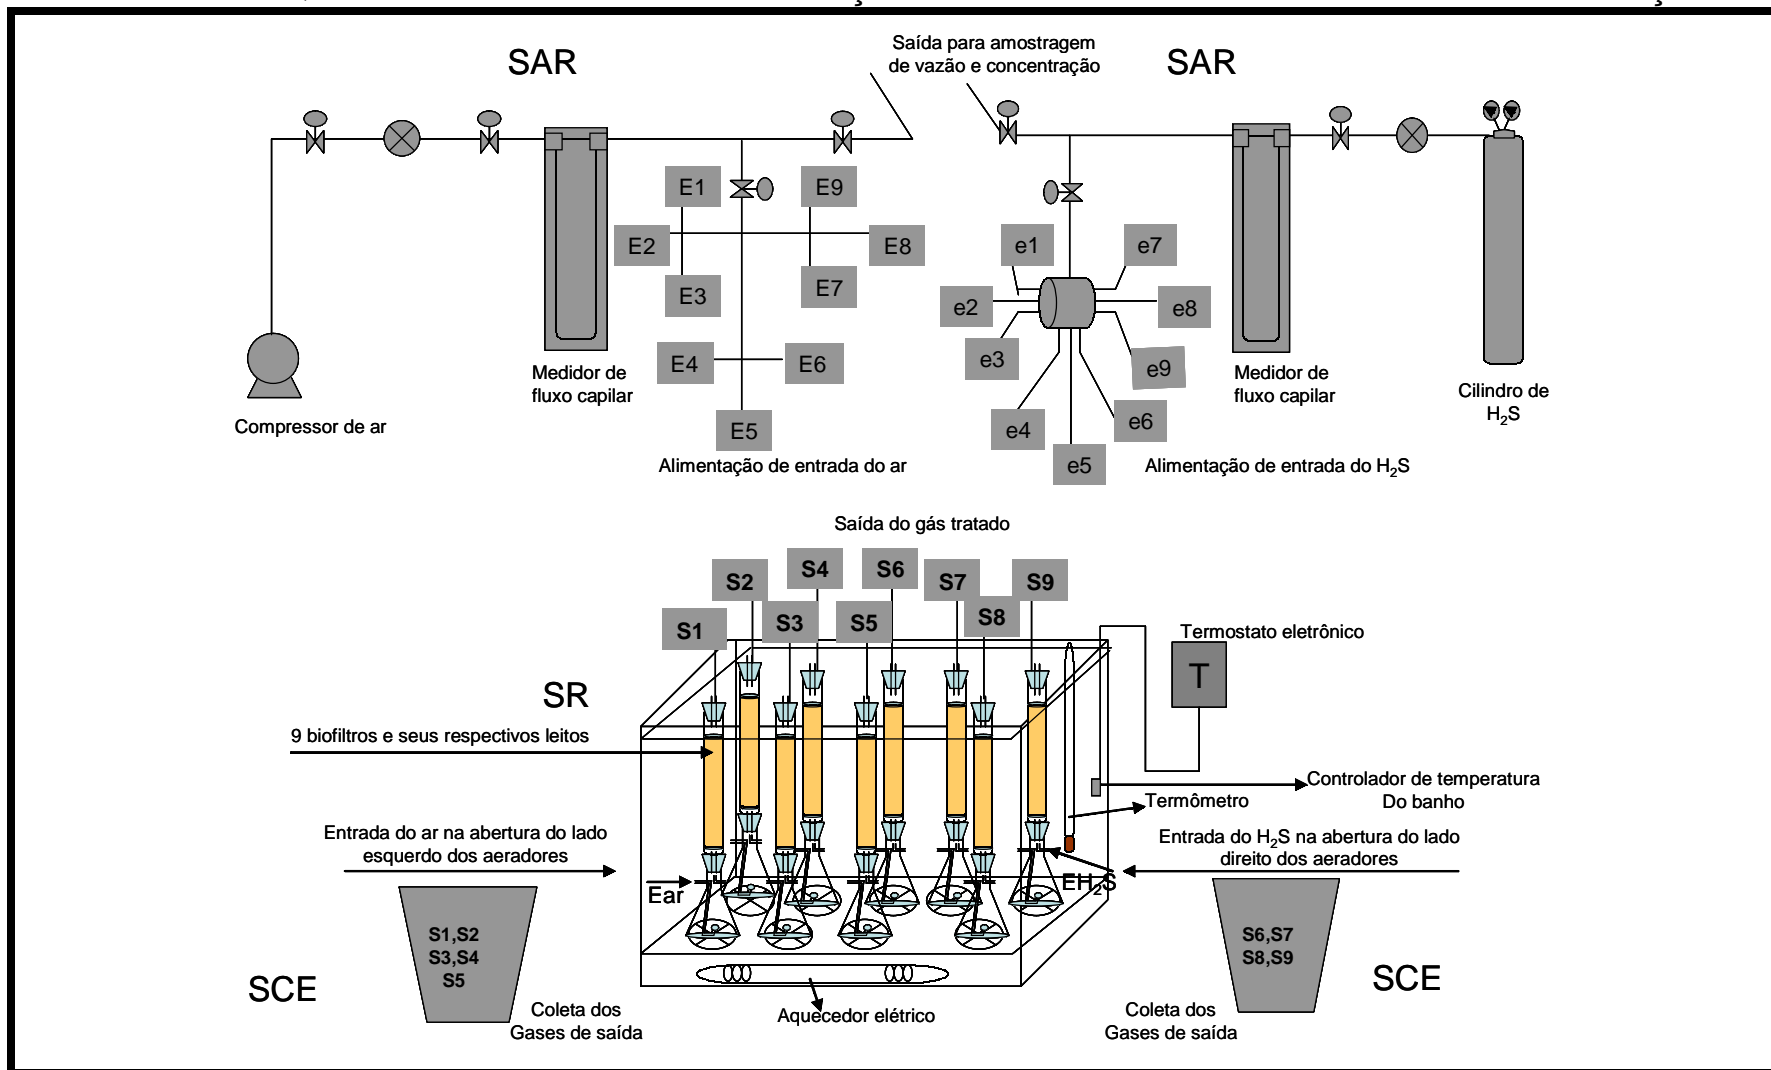 SAR
Saída para amostragem
de vazão e concentração
SAR
E1
E9
E2
E8
E3
E7
E4
E6
E5
Medidor de
fluxo capilar
Compressor de ar
Alimentação de entrada do ar
e1
e7
e2
e8
e3
e9
e4
e6
e5
Medidor de
fluxo capilar
Cilindro de
H2S
Alimentação de entrada do H2S
Saída do gás tratado
S4
S6
S2
S7
S9
S1
S3
S5
S8
Termostato eletrônico
T
SR
9 biofiltros e seus respectivos leitos
Controlador de temperatura
Do banho
Termômetro
Entrada do ar na abertura do lado
esquerdo dos aeradores
Entrada do H2S na abertura do lado
direito dos aeradores
Ear
EH2S
S1,S2
S3,S4
S5
S6,S7
S8,S9
SCE
SCE
Coleta dos
Gases de saída
Aquecedor elétrico
Coleta dos
Gases de saída